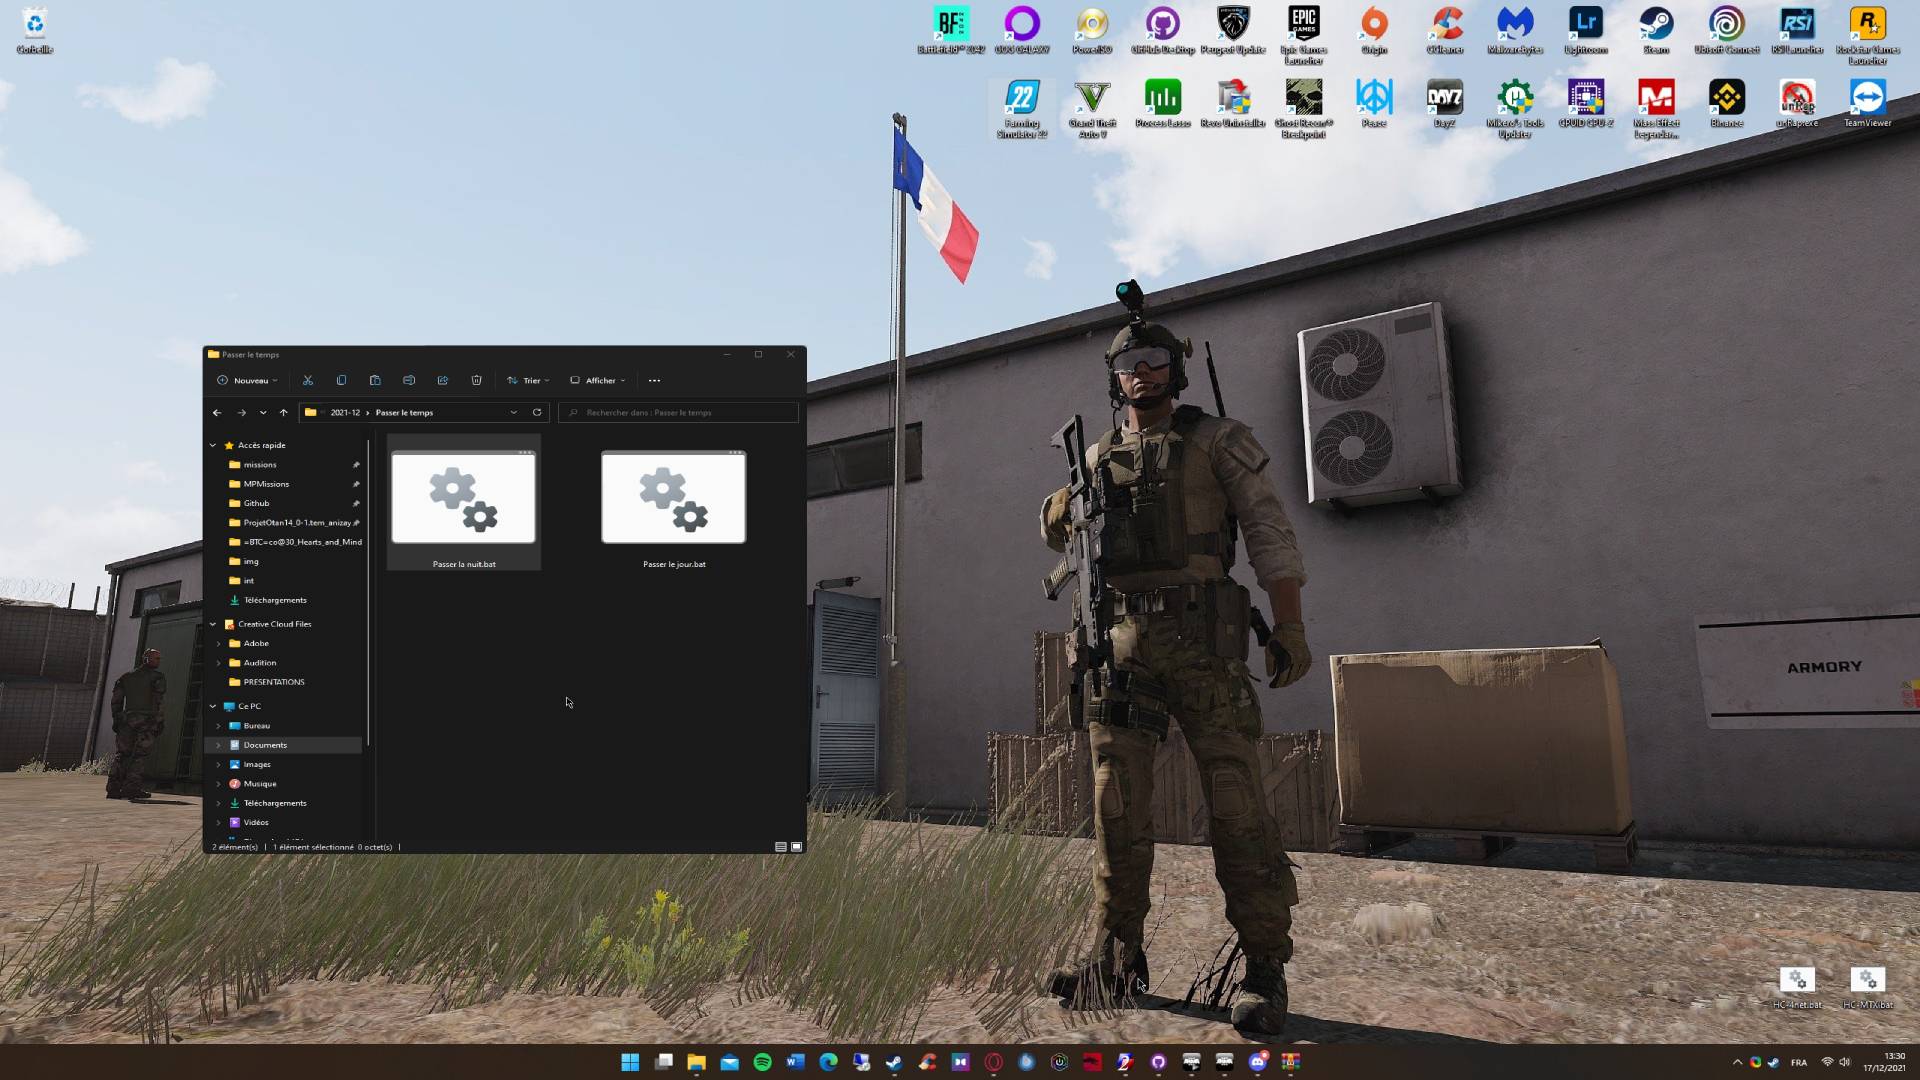 Corbeille
Battlefield™ 2042
GOG GALAXY
PowerISO
GitHub Desktop
Peugeot Update
Epic Games Launcher
Origin
CCleaner
Malwarebytes
Lightroom
Steam
Ubisoft Connect
RSI Launcher
Rockstar Games Launcher
Farming Simulator 22
Grand Theft Auto V
Process Lasso
Revo Uninstaller
Ghost Recon® Breakpoint
Peace
DayZ
Mikero's Tools Updater
CPUID CPU-Z
Mass Effect Legendar...
Binance
unRap.exe
TeamViewer
Passer le temps
Nouveau
Trier
Afficher
2021-12 > Passer le temps
Rechercher dans : Passer le temps
Accès rapide
missions
MPMissions
Github
ProjetOtan14_0-1.tem_anizay
=BTC=co@30_Hearts_and_Mind
img
int
Téléchargements
Creative Cloud Files
Adobe
Audition
PRESENTATIONS
Ce PC
Bureau
Documents
Images
Musique
Téléchargements
Vidéos
Passer la nuit.bat
Passer le jour.bat
2 élément(s) | 1 élément sélectionné 0 octet(s) |
ARMORY
HC-4net.bat
HC-MTX.bat
FRA
13:30
17/12/2021